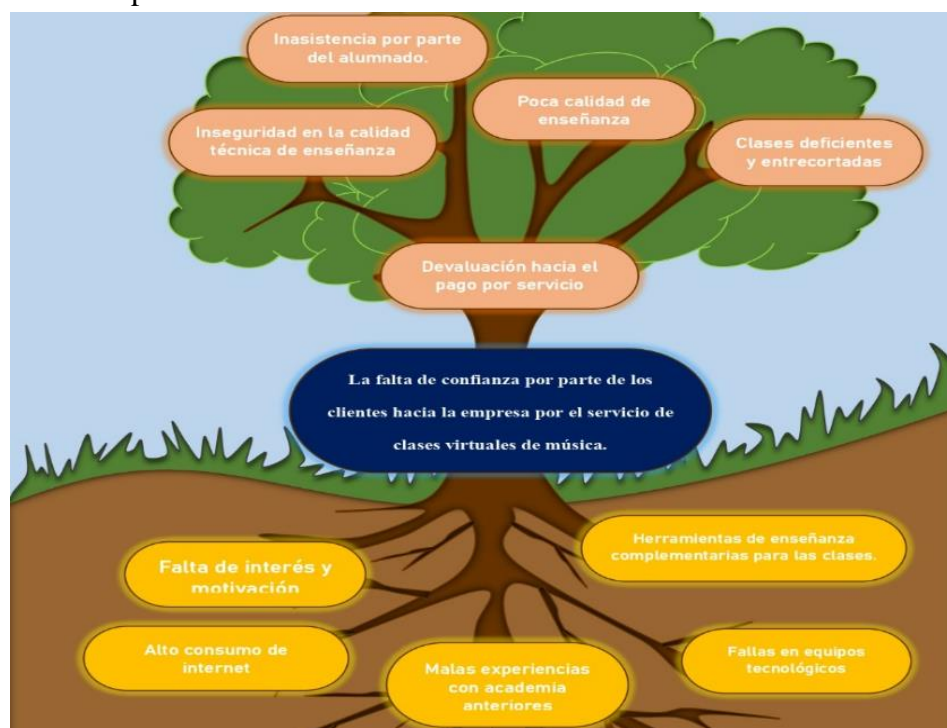 Inasistencia por parte
del alumnado.
Poca calidad de
enseñanza
Inseguridad en la calidad
técnica de enseñanza
Clases deficientes
y entrecortadas
Devaluación hacia el
pago por servicio
La falta de confianza por parte de los
clientes hacia la empresa por el servicio de
clases virtuales de música.
Herramientas de enseñanza
complementarias para las clases.
Falta de interés y
motivación
Alto consumo de
internet
Fallas en equipos
tecnológicos
Malas experiencias
con academia
anteriores